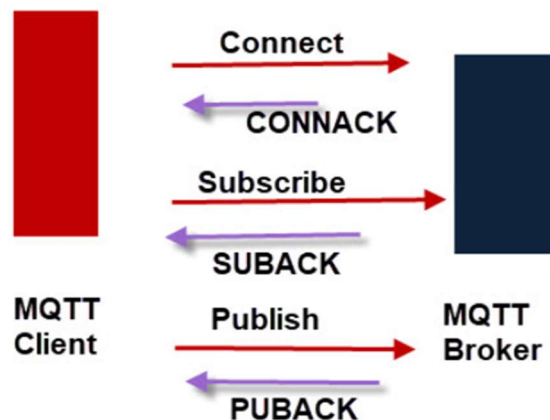 Connect
CONNACK
Subscribe
SUBACK
MQTT
Client
Publish
MQTT
Broker
PUBACK